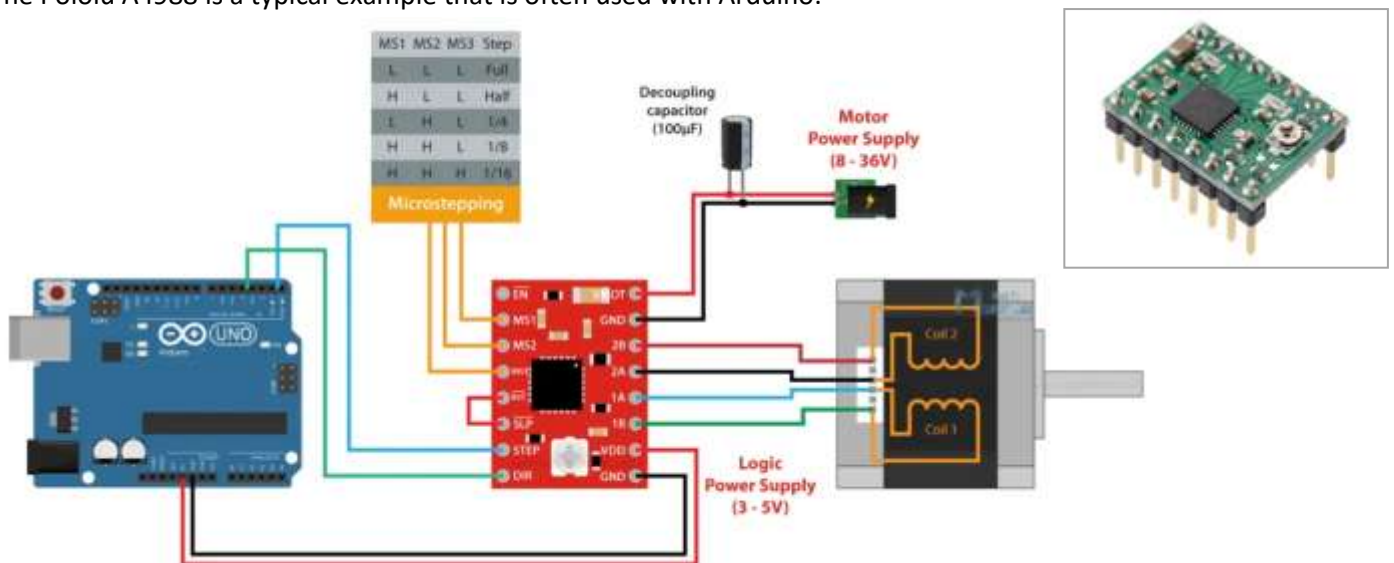 A4988 is a typical example that is often used with Arduino.
MS1 MS2 MS3 Step
L L L Full
H L L Half
L H L 1/4
H H L 1/8
H H H 1/16
Microstepping
Decoupling
capacitor
(100µF)
Motor
Power Supply
(8 - 36V)
UNO
Arduino
EN
OT
MS1
GND
MS2
2B
2A
1A
SLP
1B
STEP
VDD
DIR
GND
Coil 2
Coil 1
Logic
Power Supply
(3 - 5V)